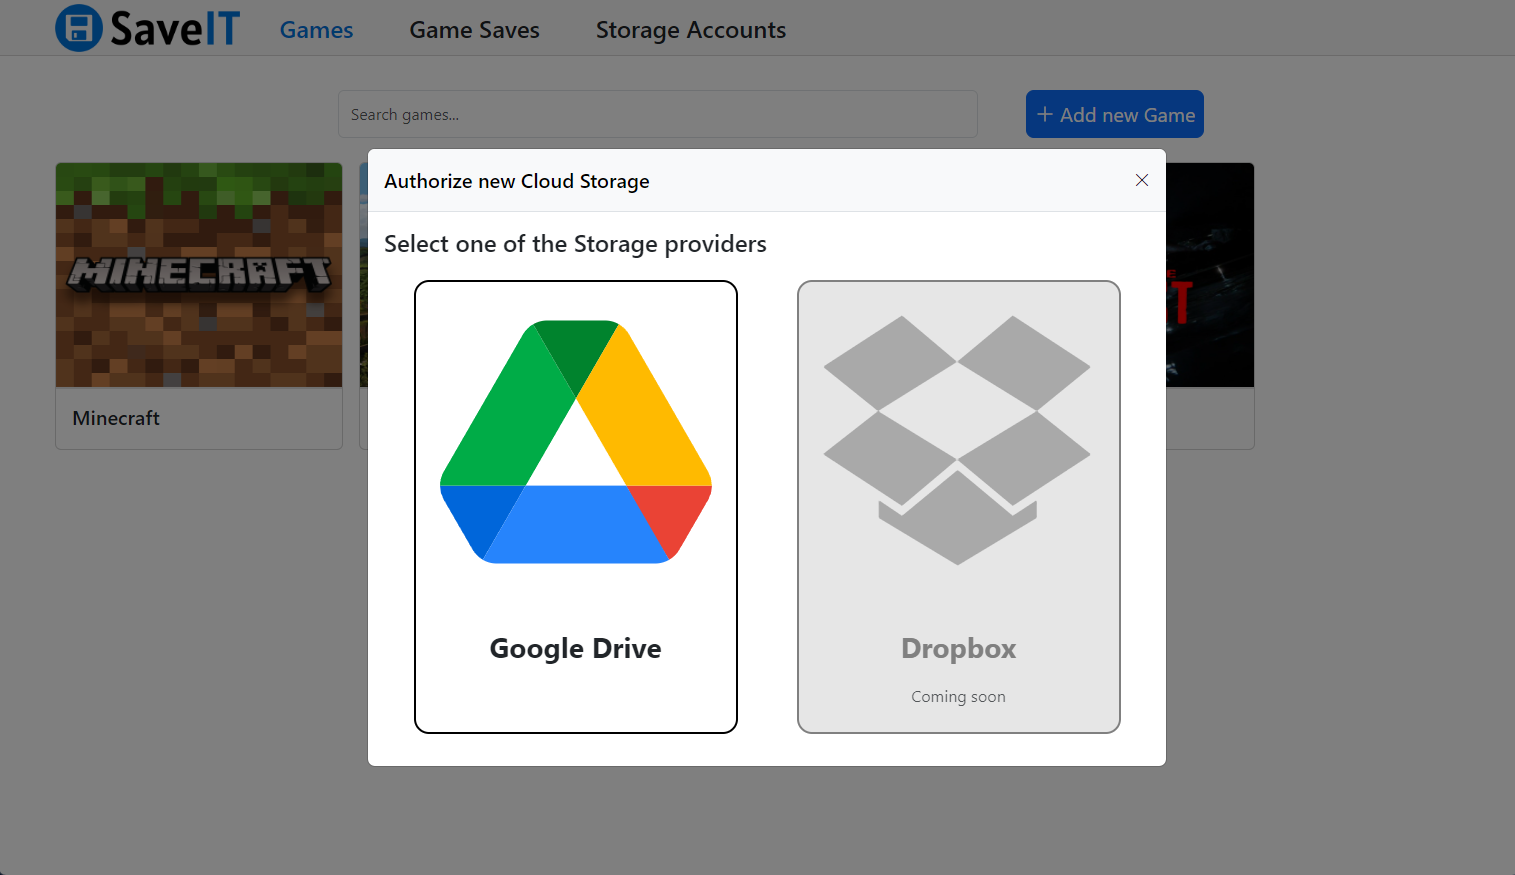 SaveIT
Games
Game Saves
Storage Accounts
Search games...
+ Add new Game
Authorize new Cloud Storage
Select one of the Storage providers
MINECRAFT
Minecraft
Google Drive
Dropbox
Coming soon